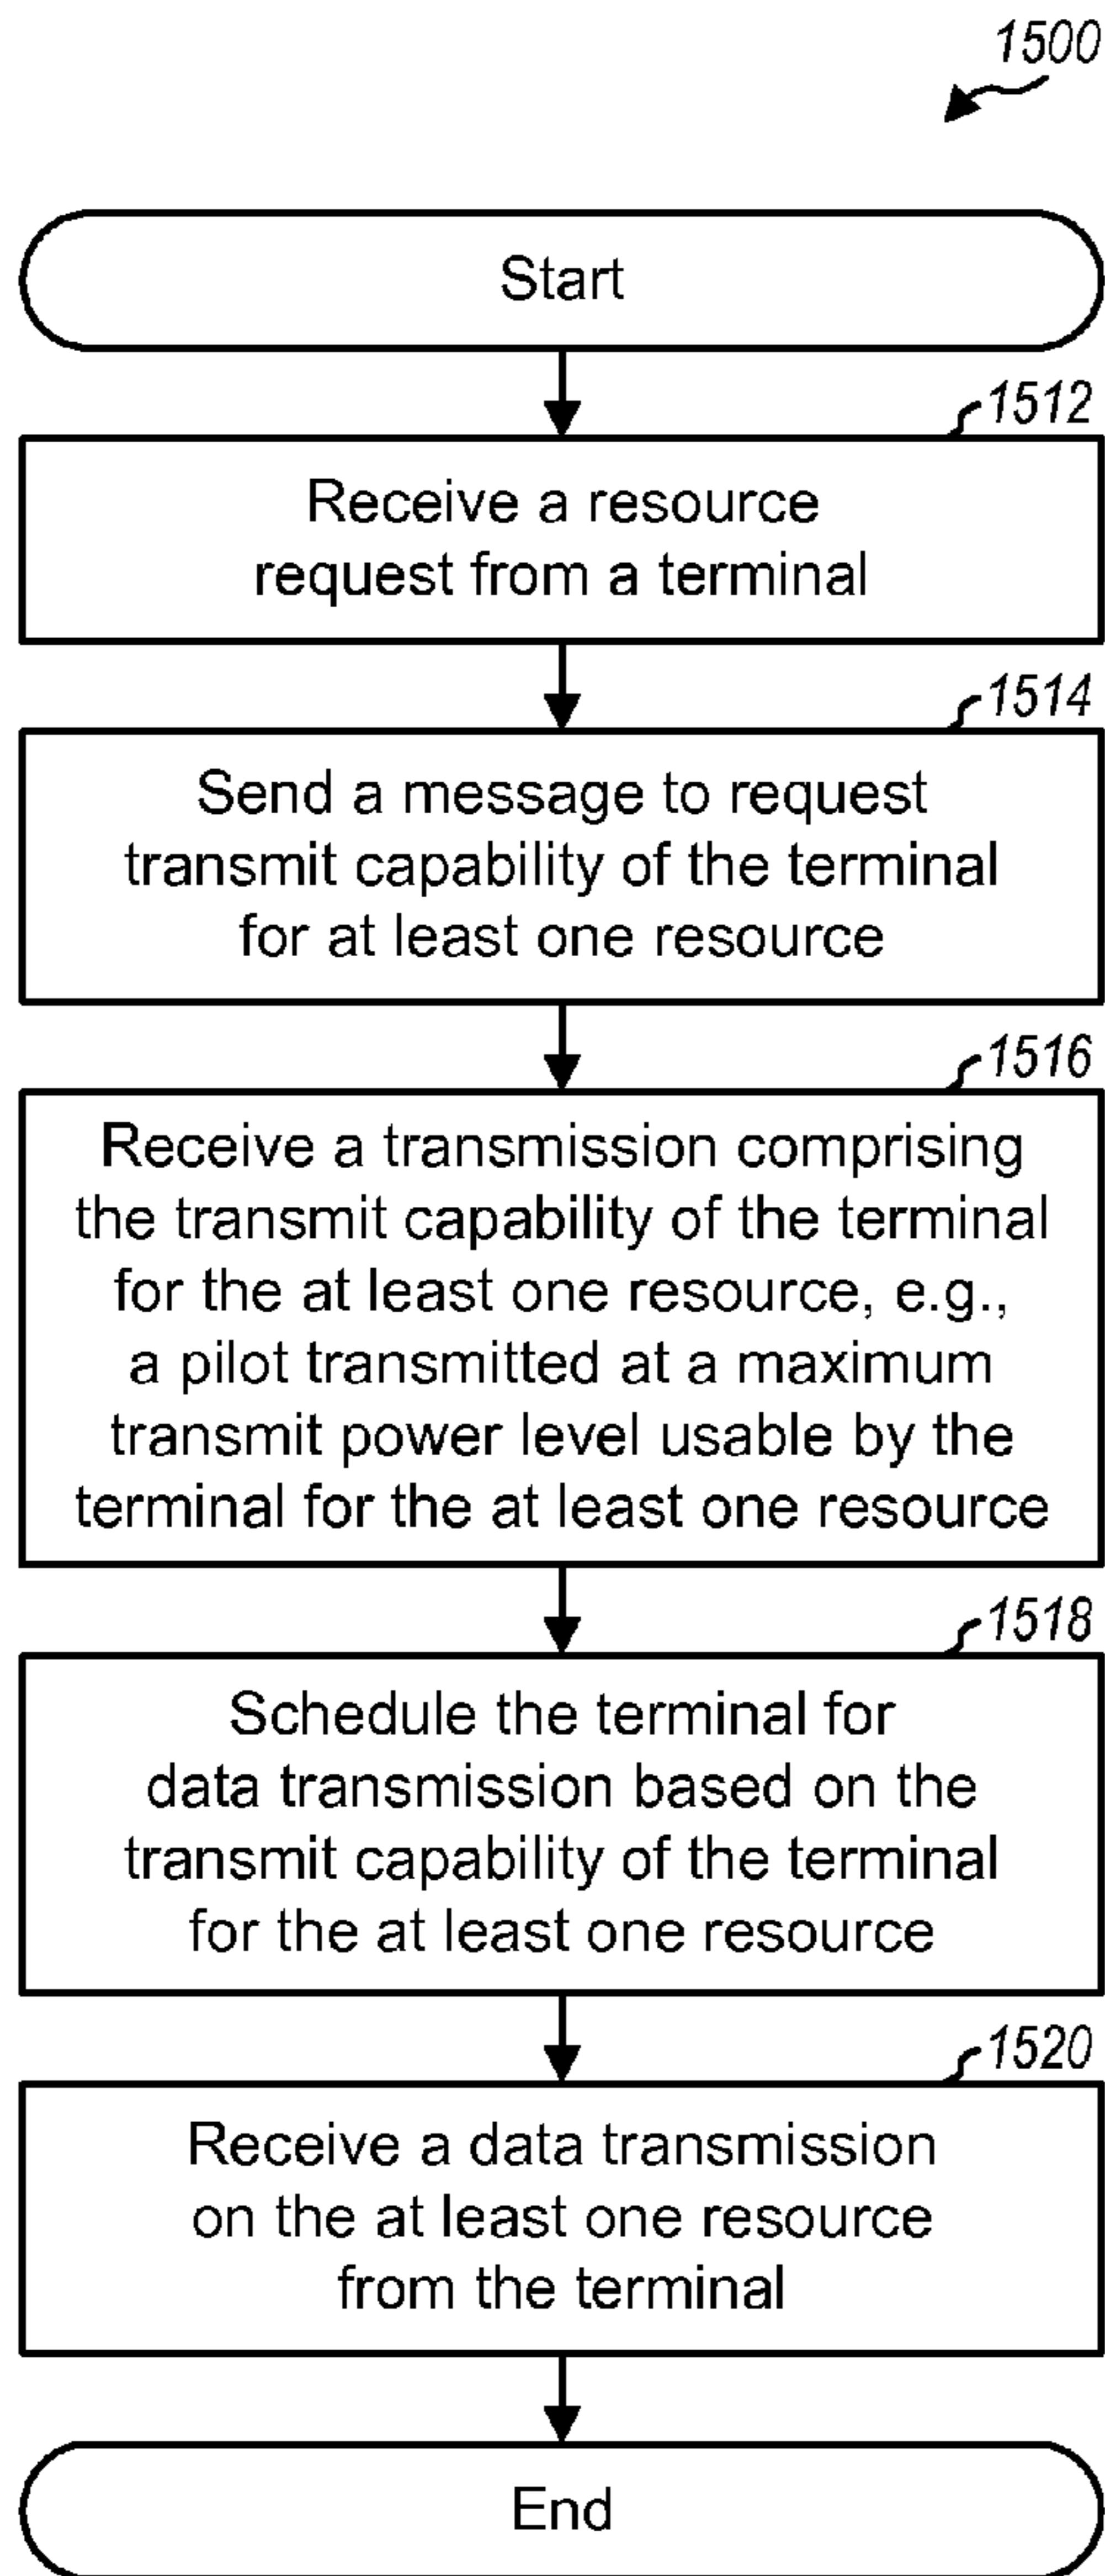 1500
Start
1512
Receive a resource
request from a terminal
1514
Send a message to request
transmit capability of the terminal
for at least one resource
1516
Receive a transmission comprising
the transmit capability of the terminal
for the at least one resource, e.g.,
a pilot transmitted at a maximum
transmit power level usable by the
terminal for the at least one resource
1518
Schedule the terminal for
data transmission based on the
transmit capability of the terminal
for the at least one resource
1520
Receive a data transmission
on the at least one resource
from the terminal
End